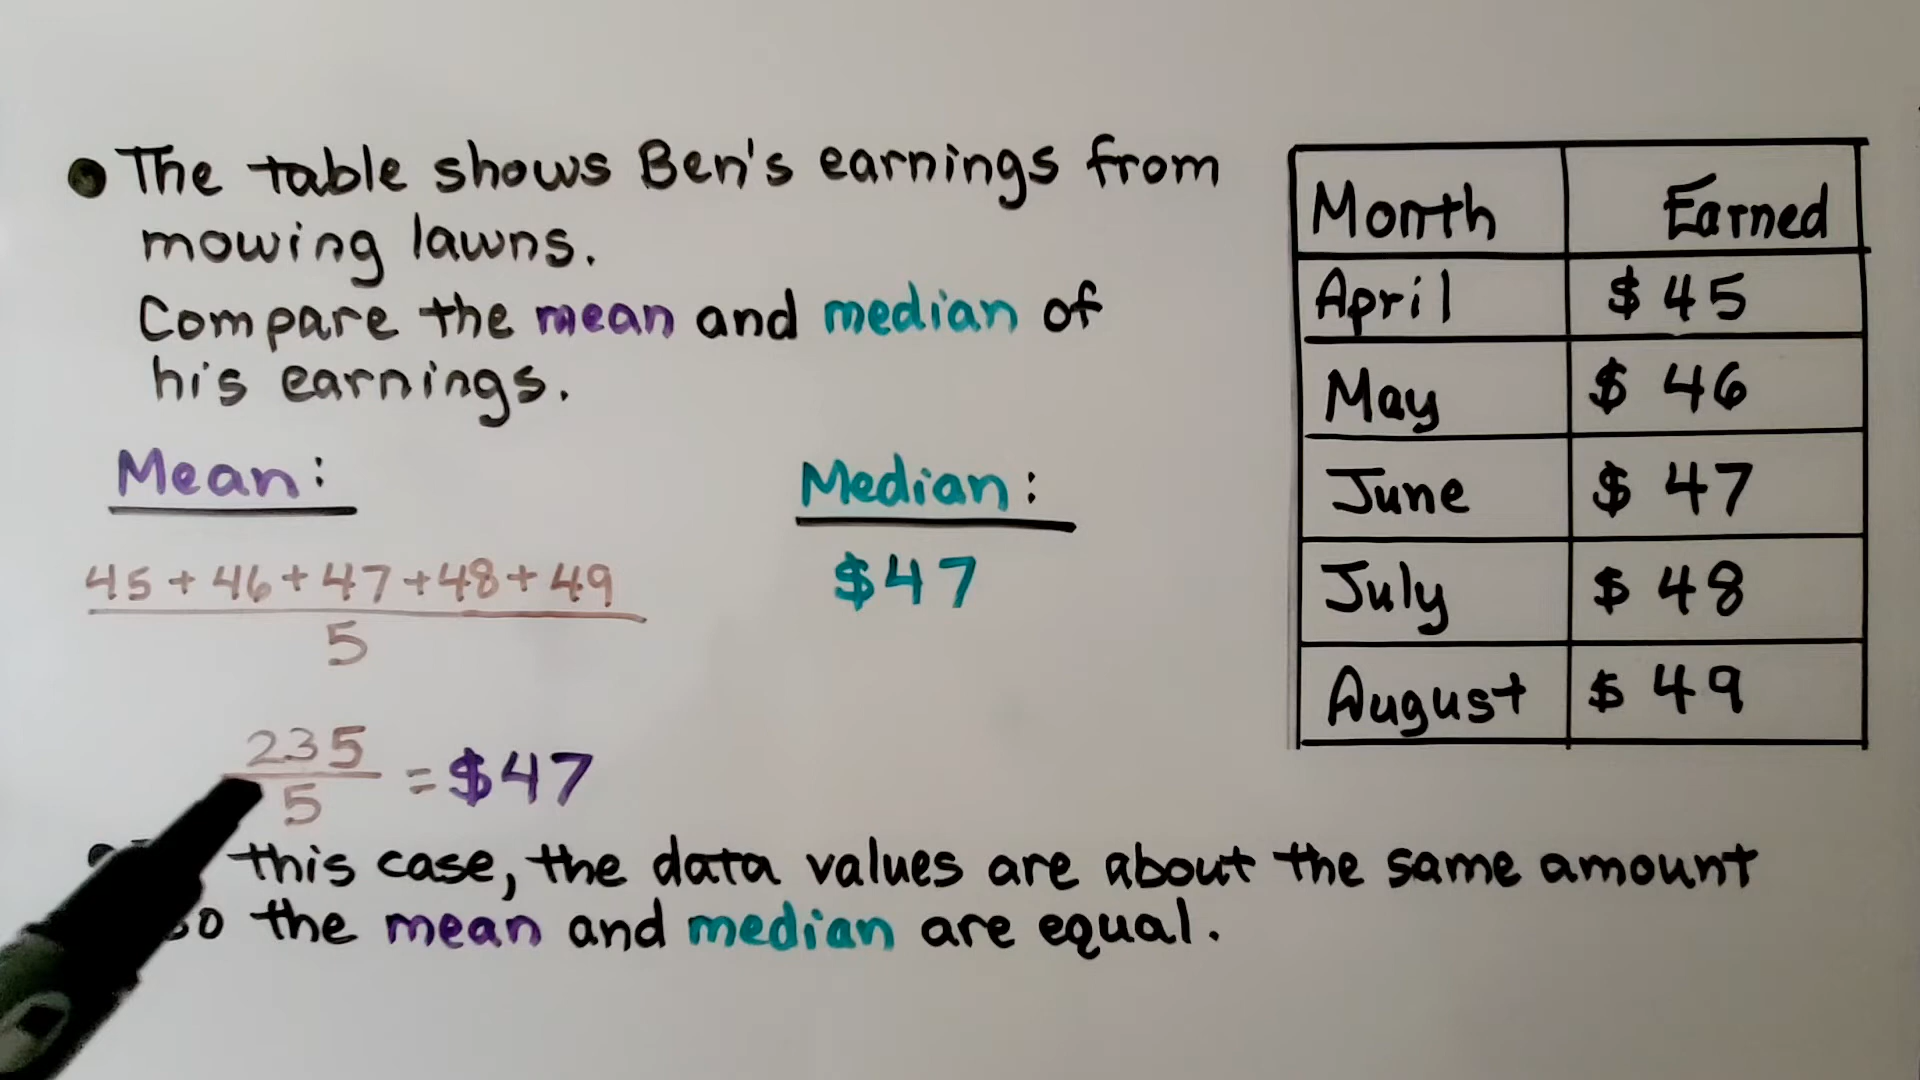 The table shows Ben's earnings from
mowing lawns.
Compare the mean and median of
his earnings.
Mean:
45+46+47+48+49
5
235
5
= $47
Median:
$47
Month Earned
April $45
May $46
June $47
July $48
August $49
this case, the data values are about the same amount
so the mean and median are equal.